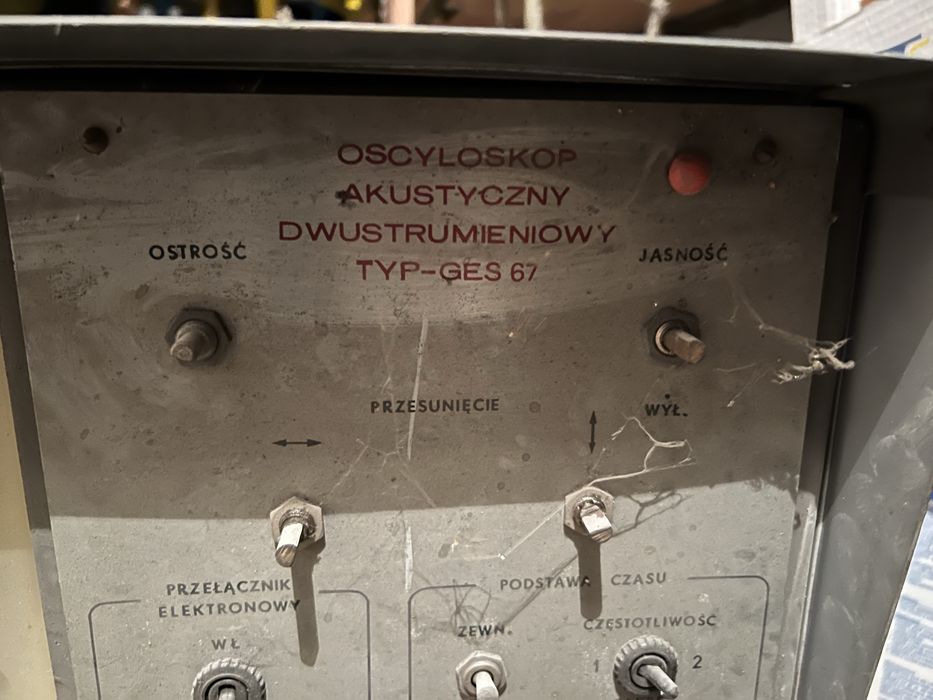 OSCYLOSKOP
AKUSTYCZNY
DWUSTRUMIENIOWY
TYP-GES 67
OSTROŚĆ
JASNOŚĆ
PRZESUNIĘCIE
WYŁ.
PRZEŁĄCZNIK
ELEKTRONOWY
WŁ
PODSTAWA CZASU
ZEWN.
CZĘSTOTLIWOŚĆ
1 2